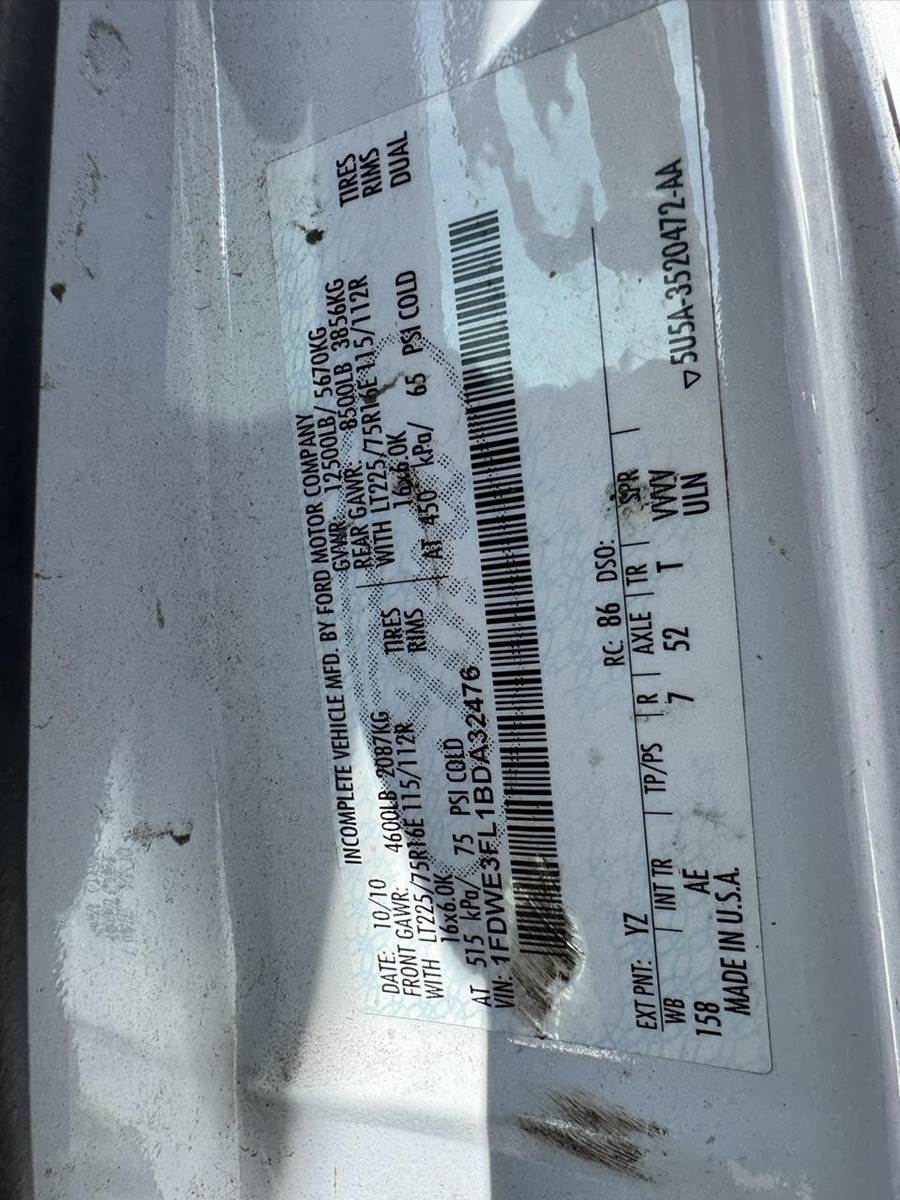 INCOMPLETE VEHICLE MFD. BY FORD MOTOR COMPANY
DATE: 10/10 GVWR: 12500LB/ 5670KG
FRONT GAWR: 4600LB 2087KG REAR GAWR: 8500LB 3856KG
WITH LT225/75R16E 115/112R TIRES WITH LT225/75R16E 115/112R TIRES
16x6.0K RIMS 16x6.0K RIMS
AT 515 kPa/ 75 PSI COLD AT 450 kPa/ 65 PSI COLD DUAL
VIN: 1FDWE3FL1BDA32476
EXT PNT: YZ RC: 86 DSO:
WB | INT TR | TP/PS | R | AXLE | TR | SPR |
158 AE 7 52 T VVVV
MADE IN U.S.A. ULN
▽5U5A-3520472-AA